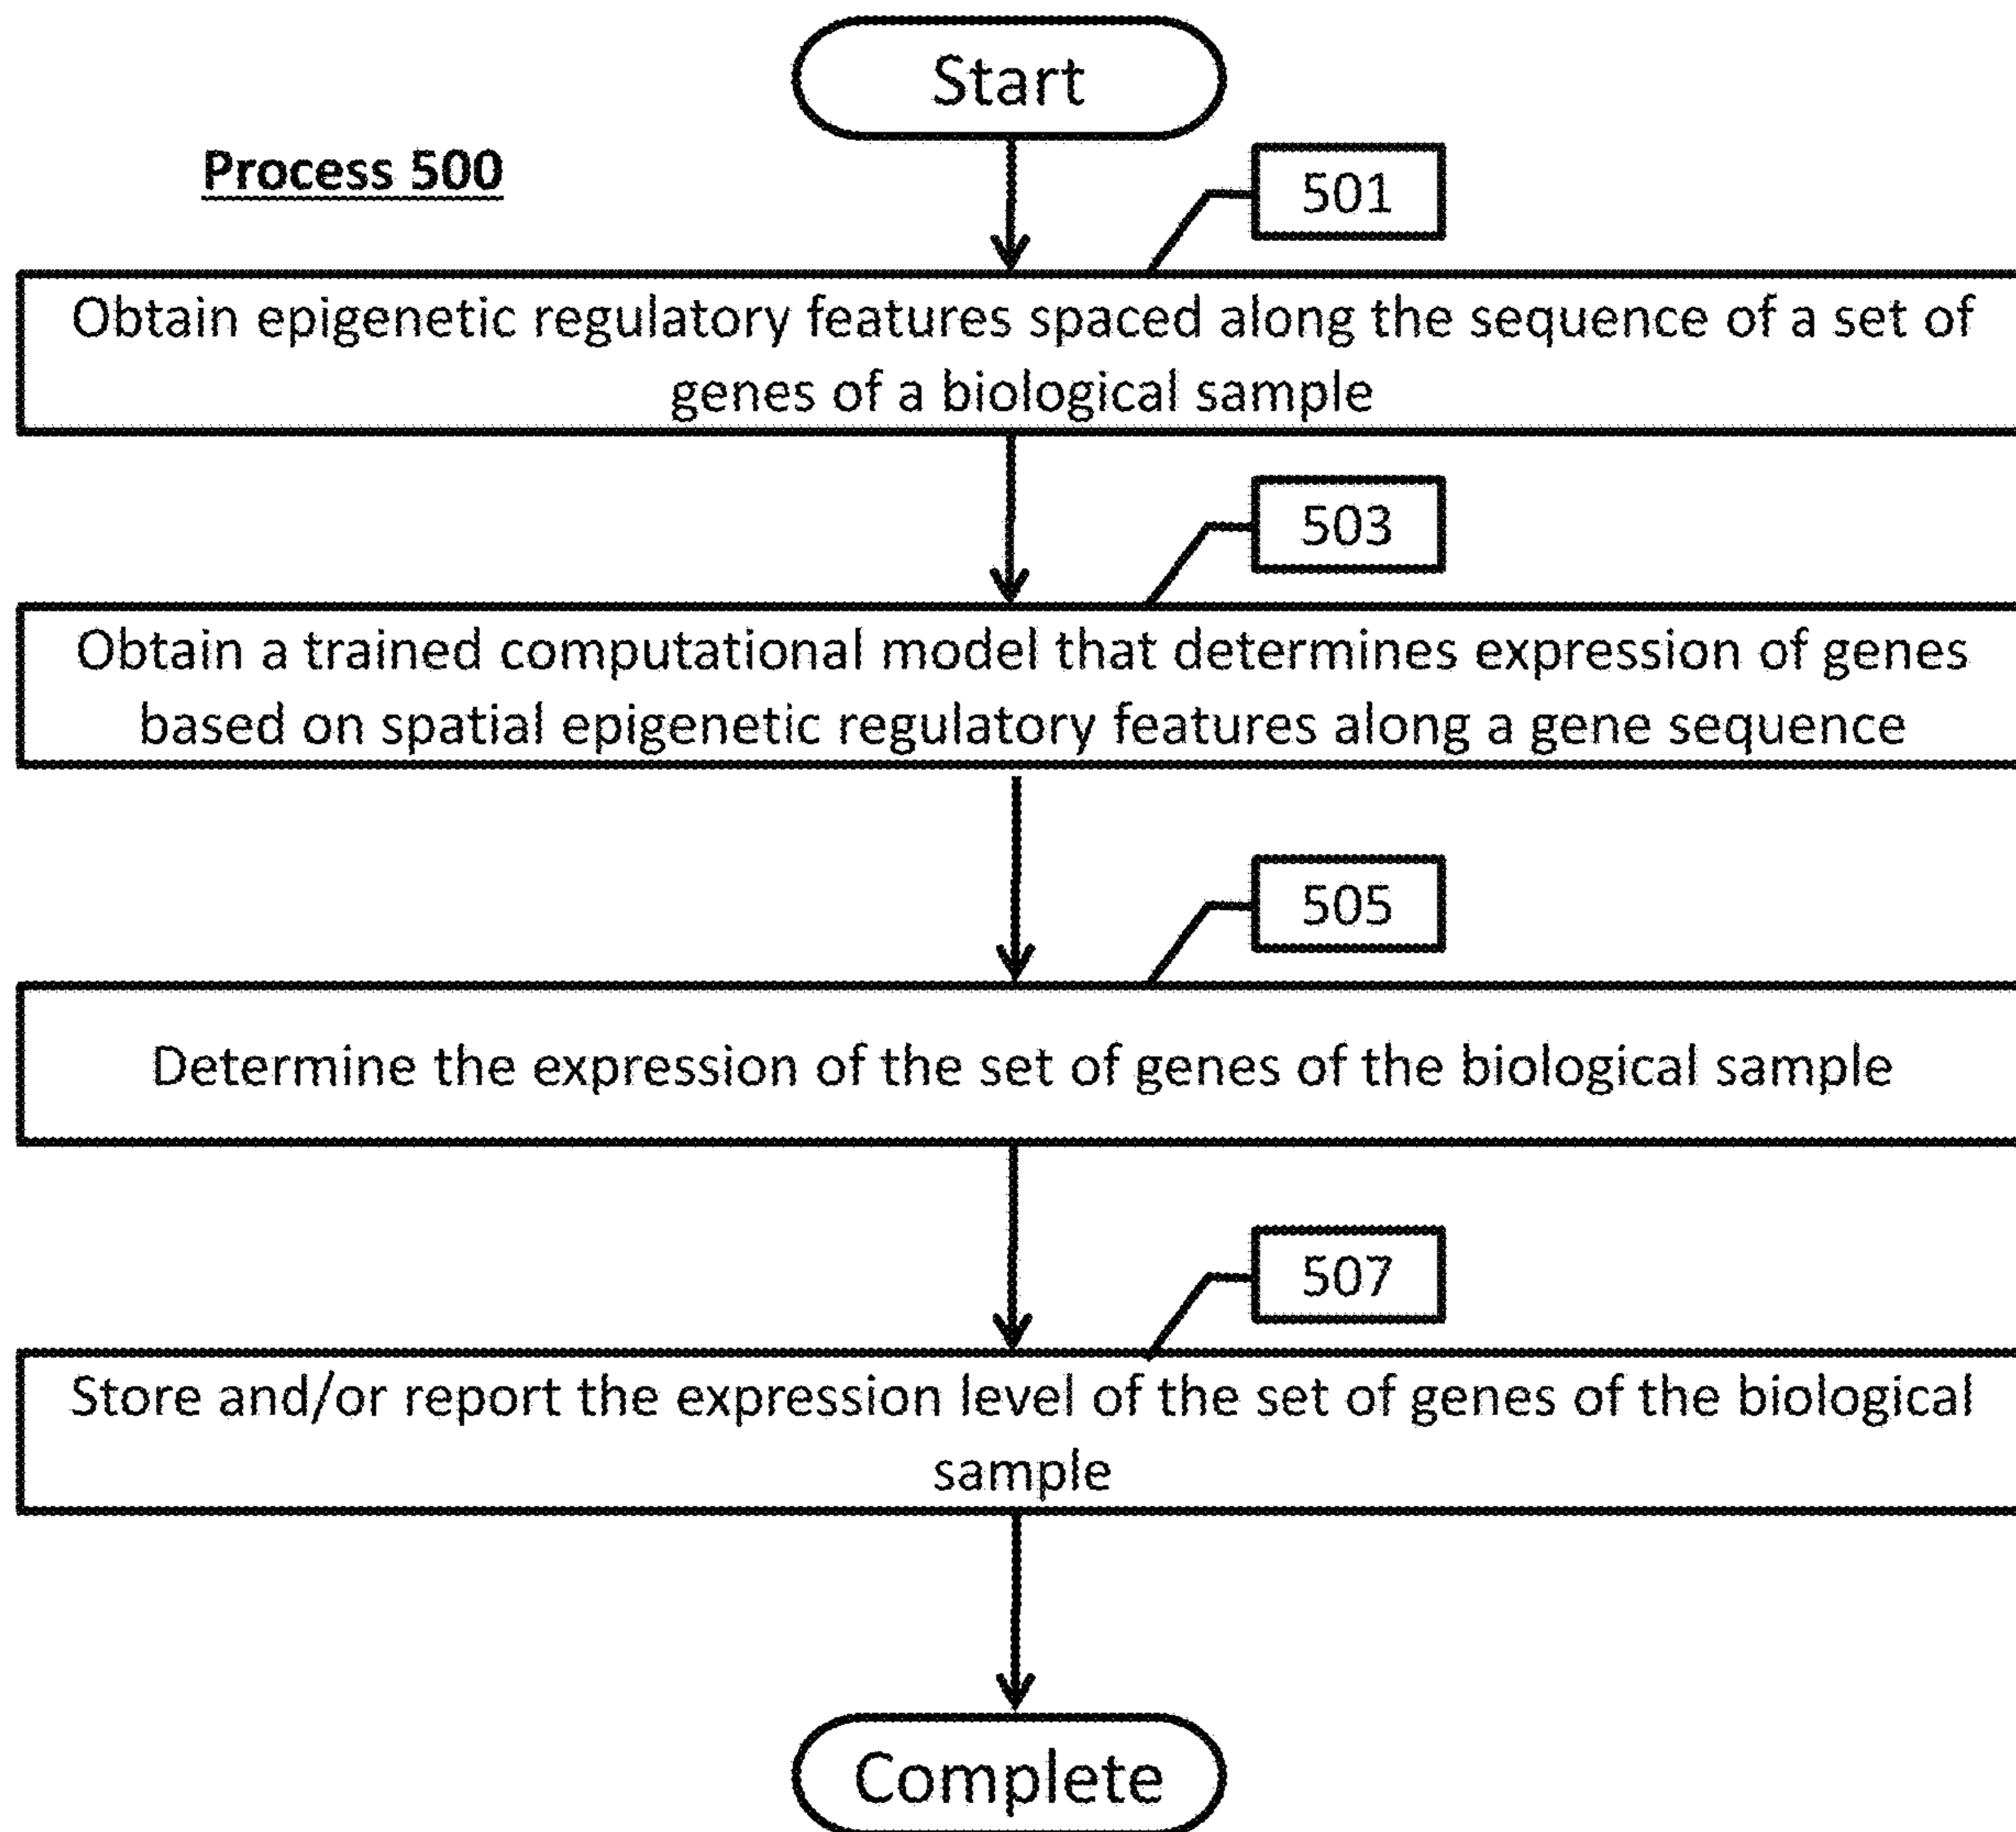 Start
Process 500
501
Obtain epigenetic regulatory features spaced along the sequence of a set of
genes of a biological sample
503
Obtain a trained computational model that determines expression of genes
based on spatial epigenetic regulatory features along a gene sequence
505
Determine the expression of the set of genes of the biological sample
507
Store and/or report the expression level of the set of genes of the biological
sample
Complete